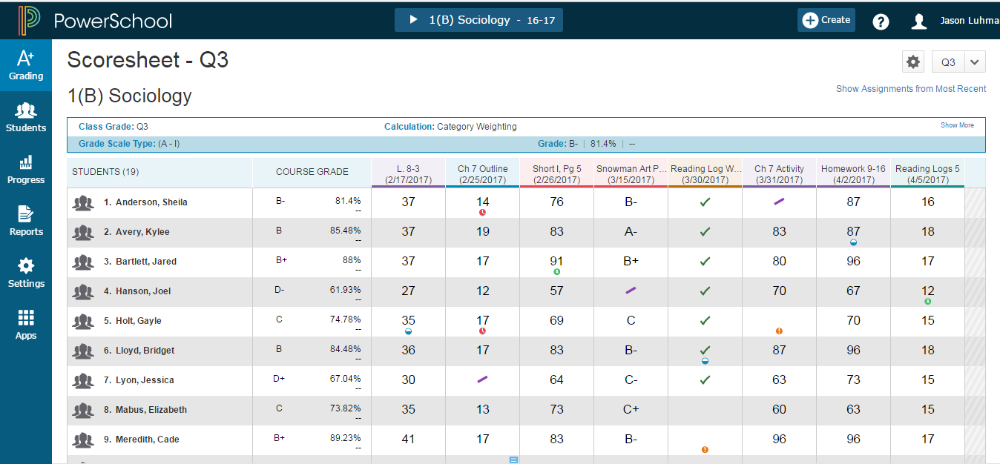 PowerSchool
1(B) Sociology - 16-17
Create
?
Jason Luhma
A+
Grading
Students
Progress
Reports
Settings
Apps
Scoresheet - Q3
Q3
1(B) Sociology
Show Assignments from Most Recent
Class Grade: Q3 Calculation: Category Weighting Show More
Grade Scale Type: (A - I) Grade: B- | 81.4% | --
STUDENTS (19) COURSE GRADE L. 8-3 Ch 7 Outline Short I, Pg 5 Snowman Art P... Reading Log W... Ch 7 Activity Homework 9-16 Reading Logs 5
(2/17/2017) (2/25/2017) (2/26/2017) (3/15/2017) (3/30/2017) (3/31/2017) (4/2/2017) (4/5/2017)
1. Anderson, Sheila B- 81.4% 37 14 76 B- 87 16
--
2. Avery, Kylee B 85.48% 37 19 83 A- 83 87 18
--
3. Bartlett, Jared B+ 88% 37 17 91 B+ 80 96 17
--
4. Hanson, Joel D- 61.93% 27 12 57 70 67 12
--
5. Holt, Gayle C 74.78% 35 17 69 C 70 15
--
6. Lloyd, Bridget B 84.48% 36 17 83 B- 87 96 18
--
7. Lyon, Jessica D+ 67.04% 30 64 C- 63 73 15
--
8. Mabus, Elizabeth C 73.82% 35 13 73 C+ 60 63 15
--
9. Meredith, Cade B+ 89.23% 41 17 83 B- 96 96 17
--